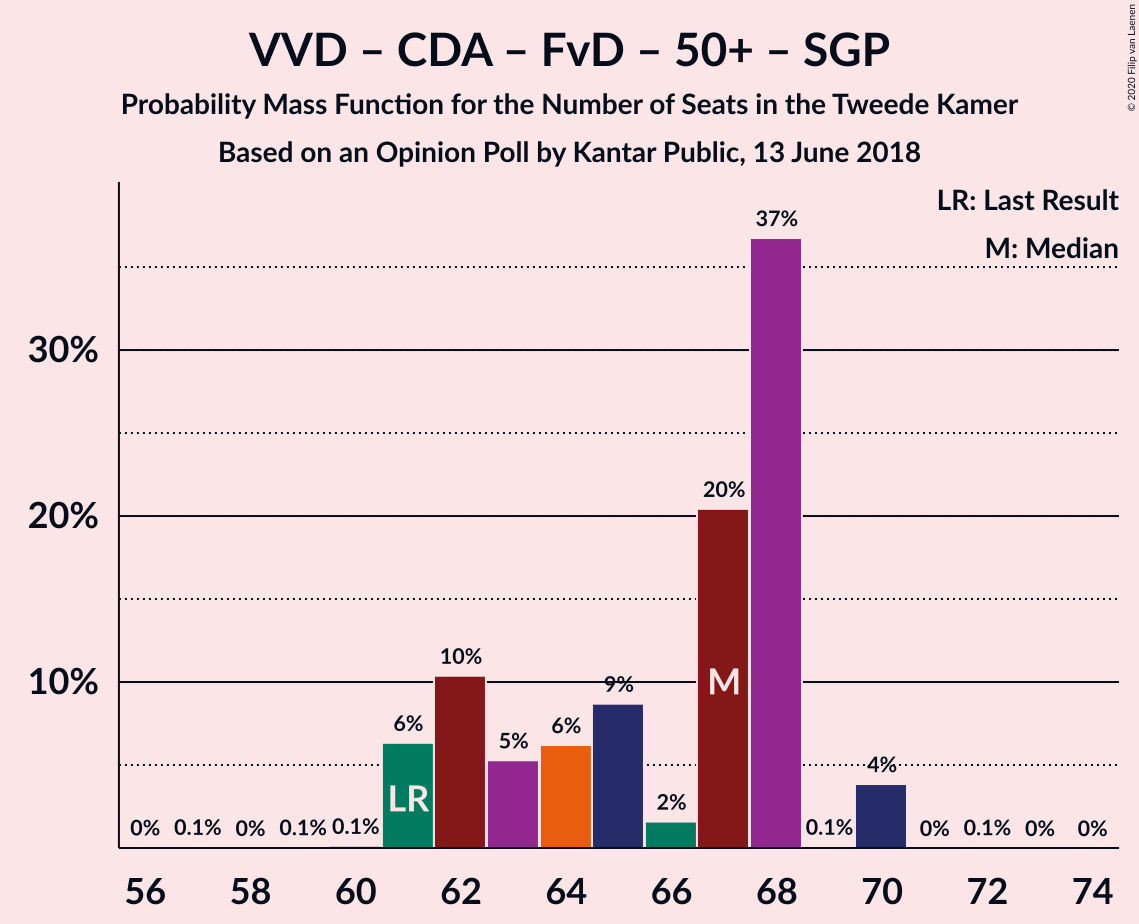 VVD – CDA – FvD – 50+ – SGP
Probability Mass Function for the Number of Seats in the Tweede Kamer
Based on an Opinion Poll by Kantar Public, 13 June 2018
© 2020 Filip van Laenen
LR: Last Result
M: Median
30%
20%
10%
0% 0.1% 0% 0.1% 0.1% 6% 10% 5% 6% 9% 2% 20% 37% 0.1% 4% 0% 0.1% 0% 0%
LR M
56 58 60 62 64 66 68 70 72 74